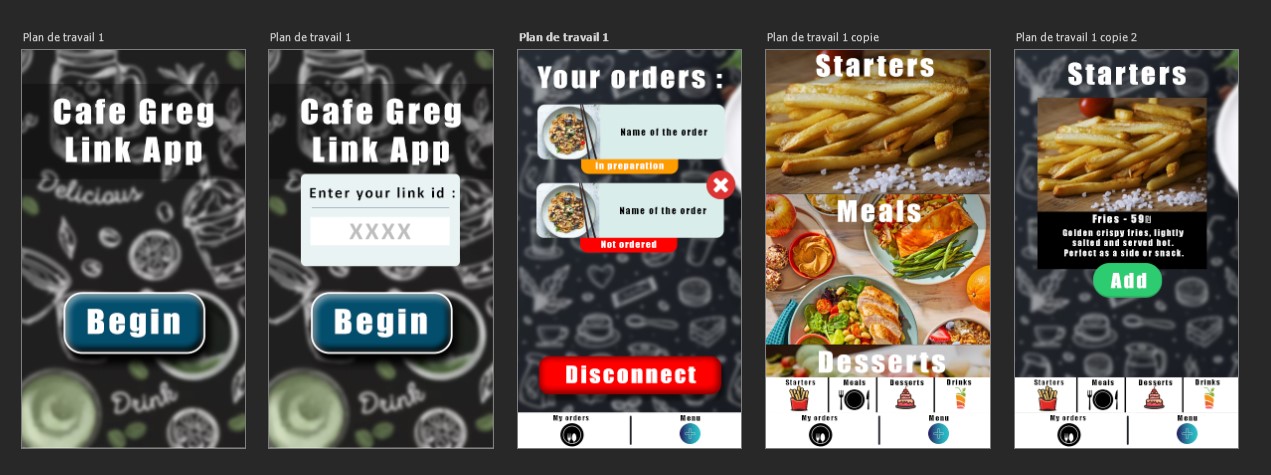 Plan de travail 1
Cafe Greg
Link App
Delicious
Begin
Drink
Plan de travail 1
Cafe Greg
Link App
Enter your link id :
XXXX
Begin
Drink
Plan de travail 1
Your orders :
Name of the order
In preparation
Name of the order
Not ordered
Disconnect
My orders
Menu
Plan de travail 1 copie
Starters
Meals
Desserts
Starters
Meals
Desserts
Drinks
My orders
Menu
Plan de travail 1 copie 2
Starters
Fries - 59₪
Golden crispy fries, lightly
salted and served hot.
Perfect as a side or snack.
Add
Starters
Meals
Desserts
Drinks
My orders
Menu